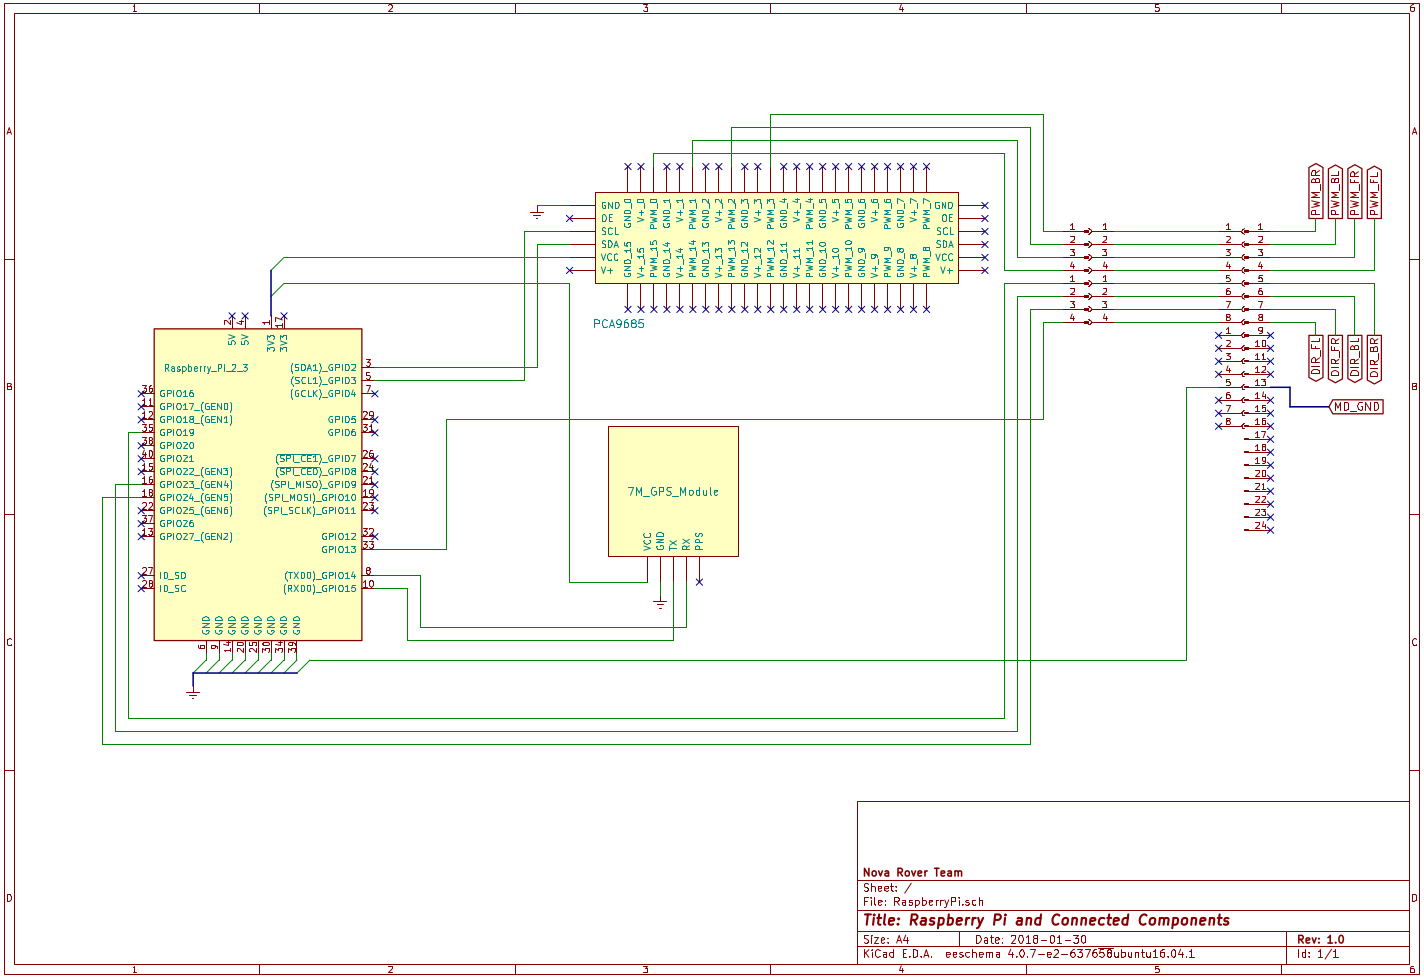 1 2 3 4 5 6
A A
B B
C C
D D
GND
OE
SCL
SDA
VCC
V+
GND_0 V+_0 PWM_0 GND_1 V+_1 PWM_1 GND_2 V+_2 PWM_2 GND_3 V+_3 PWM_3 GND_4 V+_4 PWM_4 GND_5 V+_5 PWM_5 GND_6 V+_6 PWM_6 GND_7 V+_7 PWM_7
GND_15 V+_15 PWM_15 GND_14 V+_14 PWM_14 GND_13 V+_13 PWM_13 GND_12 V+_12 PWM_12 GND_11 V+_11 PWM_11 GND_10 V+_10 PWM_10 GND_9 V+_9 PWM_9 GND_8 V+_8 PWM_8
GND
OE
SCL
SDA
VCC
V+
PCA9685
PWM_BR PWM_BL PWM_FR PWM_FL
1 1 1 1
2 2 2 2
3 3 3 3
4 4 4 4
1 1 5 5
2 2 6 6
3 3 7 7
4 4 8 8
1 9
2 10
3 11
4 12
5 13
6 14
7 15
8 16
17
18
19
20
21
22
23
24
DIR_FL DIR_FR DIR_BL DIR_BR
MD_GND
2 4 1 17
5V 5V 3V3 3V3
Raspberry_PI_2_3
36 GPIO16
11 GPIO17_(GEN0)
12 GPIO18_(GEN1)
35 GPIO19
38 GPIO20
40 GPIO21
15 GPIO22_(GEN3)
16 GPIO23_(GEN4)
18 GPIO24_(GEN5)
22 GPIO25_(GEN6)
37 GPIO26
13 GPIO27_(GEN2)
27 ID_SD
28 ID_SC
(SDA1)_GPIO2 3
(SCL1)_GPIO3 5
(GCLK)_GPIO4 7
GPIO5 29
GPIO6 31
(SPI_CE1)_GPIO7 26
(SPI_CE0)_GPIO8 24
(SPI_MISO)_GPIO9 21
(SPI_MOSI)_GPIO10 19
(SPI_SCLK)_GPIO11 23
GPIO12 32
GPIO13 33
(TXD0)_GPIO14 8
(RXD0)_GPIO15 10
GND GND GND GND GND GND GND GND
6 9 14 20 25 30 34 39
7M_GPS_Module
VCC GND TX RX PPS
Nova Rover Team
Sheet: /
File: RaspberryPi.sch
Title: Raspberry Pi and Connected Components
Size: A4 Date: 2018-01-30 Rev: 1.0
KiCad E.D.A. eeschema 4.0.7-e2-6376~58~ubuntu16.04.1 Id: 1/1
1 2 3 4 5 6